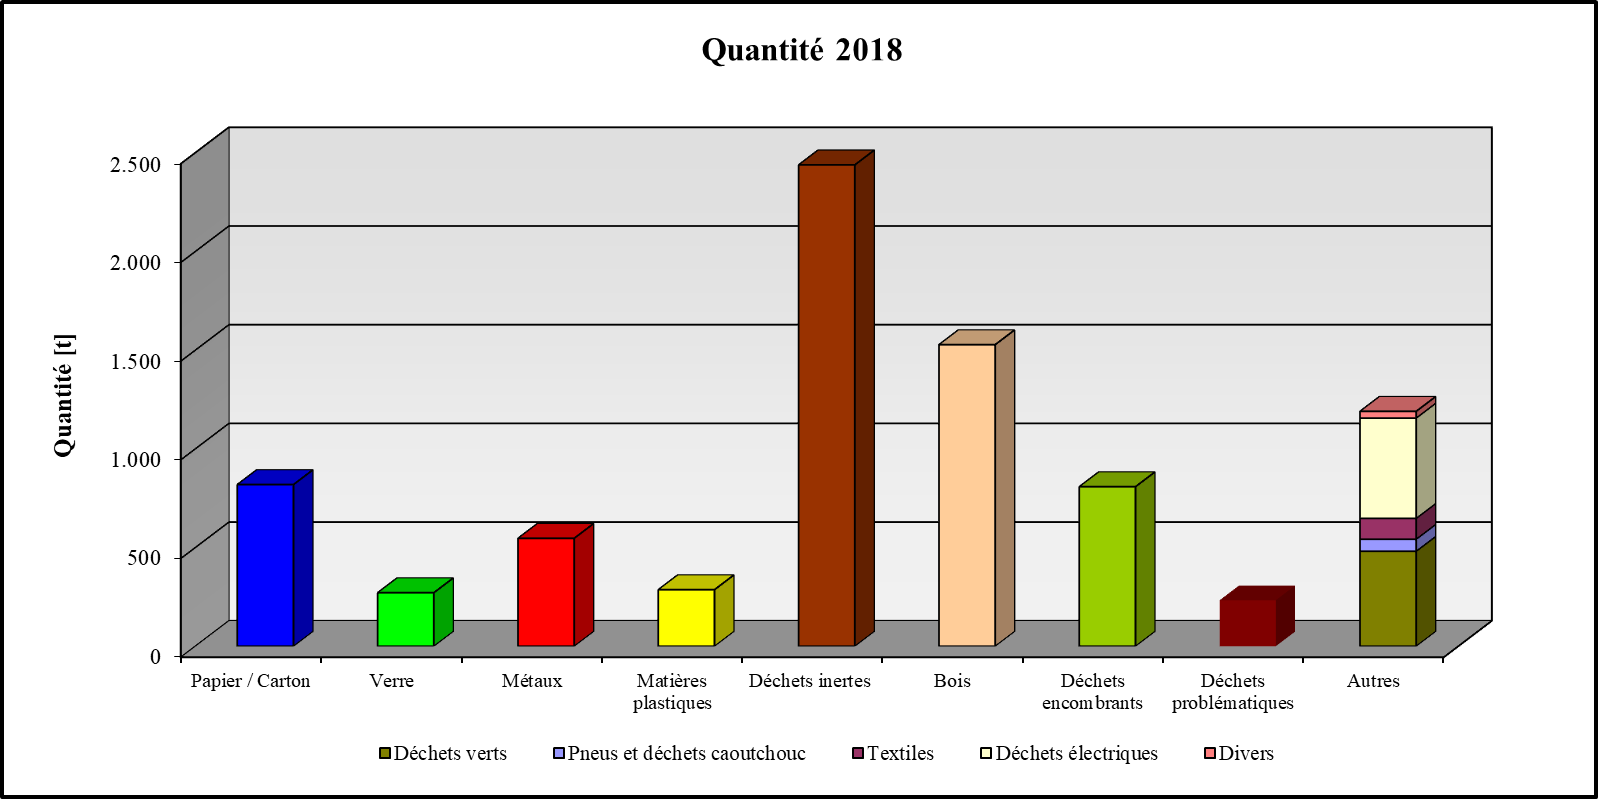 Quantité 2018
2.500
2.000
1.500
1.000
500
0
Quantité [t]
Papier / Carton
Verre
Métaux
Matières
plastiques
Déchets inertes
Bois
Déchets
encombrants
Déchets
problématiques
Autres
Déchets verts
Pneus et déchets caoutchouc
Textiles
Déchets électriques
Divers